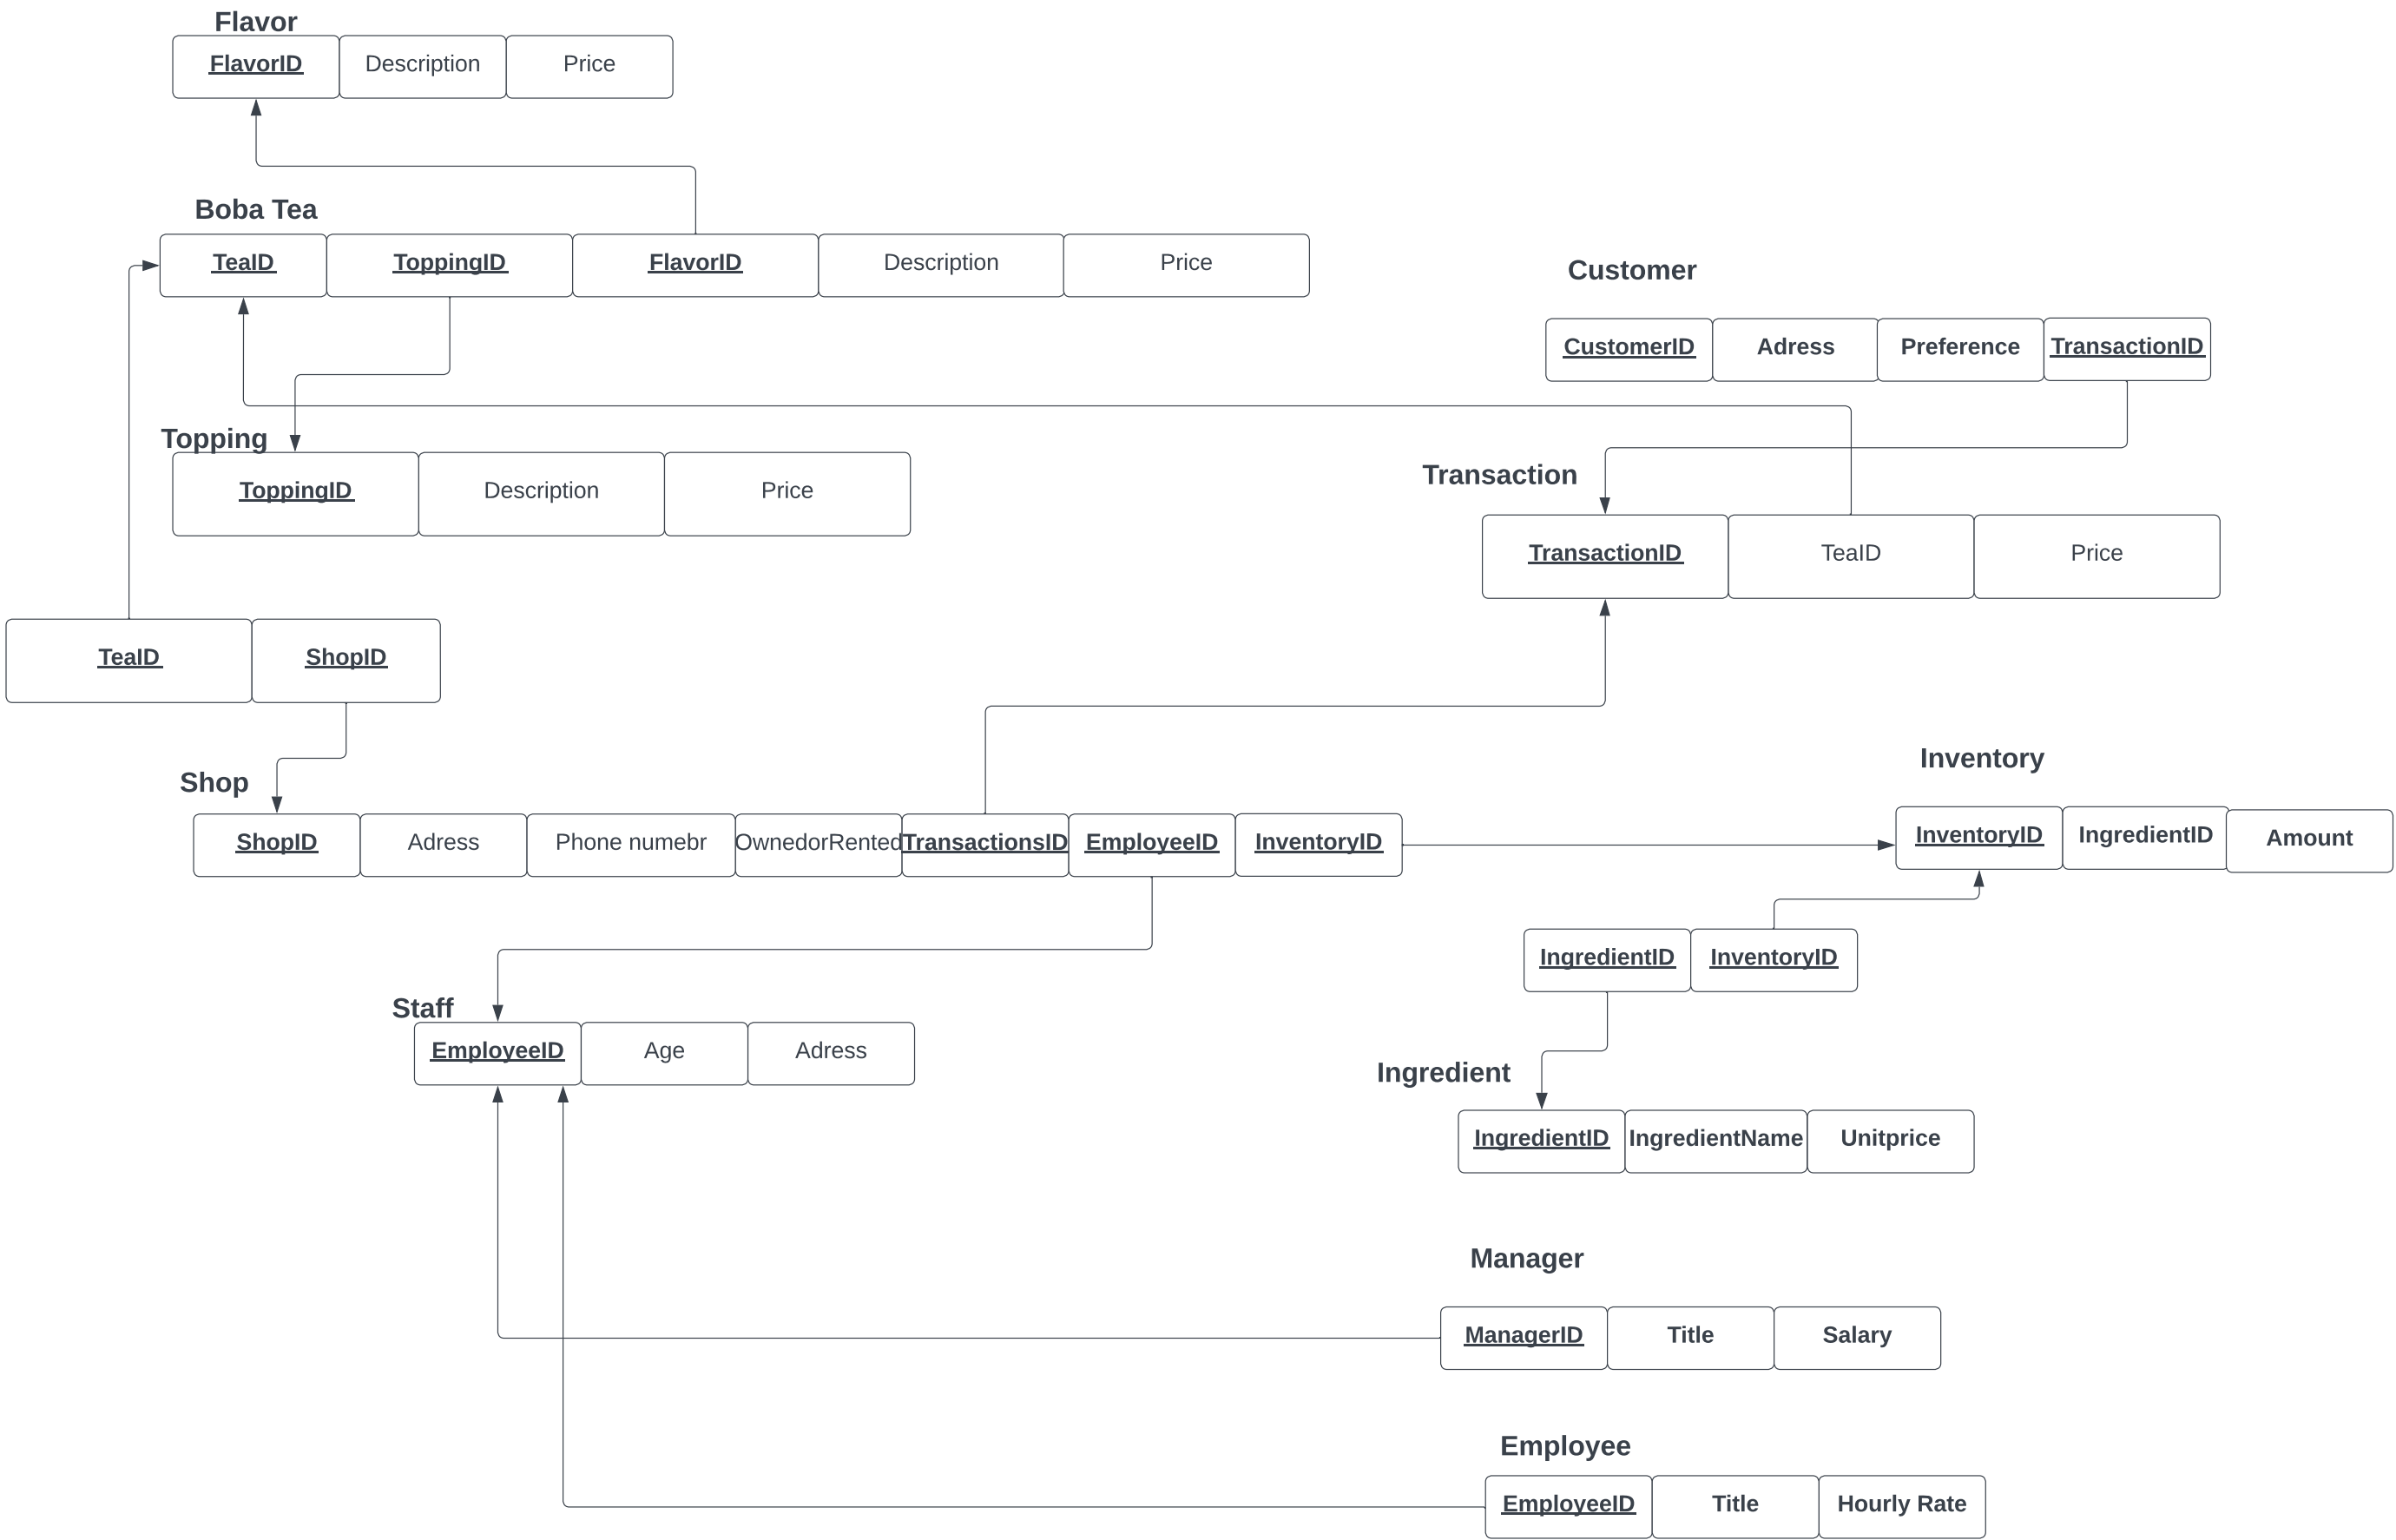 Flavor
FlavorID Description Price
Boba Tea
TeaID ToppingID FlavorID Description Price
Customer
CustomerID Adress Preference TransactionID
Topping
ToppingID Description Price
Transaction
TransactionID TeaID Price
TeaID ShopID
Shop
ShopID Adress Phone numebr OwnedorRented TransactionsID EmployeeID InventoryID
Inventory
InventoryID IngredientID Amount
IngredientID InventoryID
Staff
EmployeeID Age Adress
Ingredient
IngredientID IngredientName Unitprice
Manager
ManagerID Title Salary
Employee
EmployeeID Title Hourly Rate